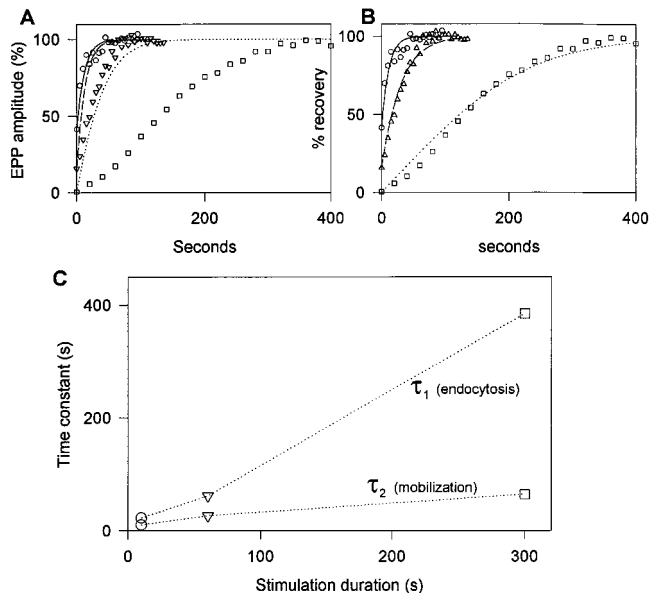 A
B
EPP amplitude (%)
100
50
0
0
200
400
Seconds
% recovery
100
50
0
0
200
400
seconds
C
Time constant (s)
400
200
0
0
100
200
300
Stimulation duration (s)
τ1 (endocytosis)
τ2 (mobilization)